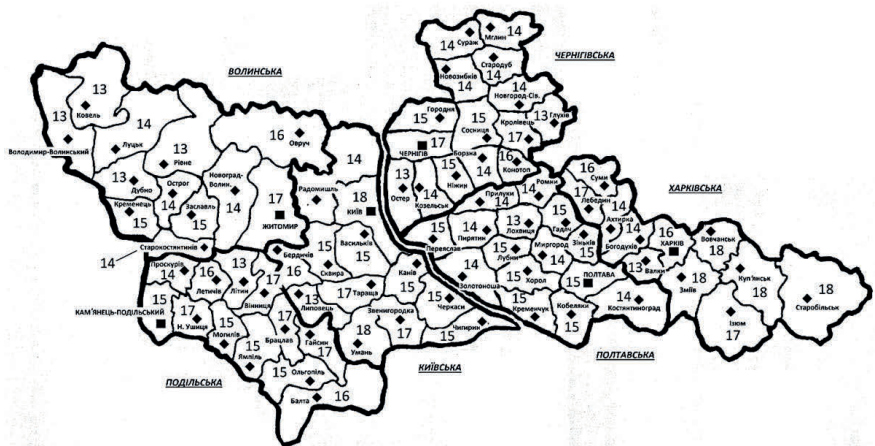 ВОЛИНСЬКА
13
Ковель
13
Володимир-Волинський
14
Луцьк
13
Рівне
16
Овруч
13
Дубно
Острог
14
Кременець
15
Заславль
15
Новоград-Волин.
14
17
ЖИТОМИР
Старокостянтинів
14
ЧЕРНІГІВСЬКА
14
Сураж
Мглин
14
Новозибків
14
Стародуб
14
Новгород-Сів.
14
Городня
15
15
Сосниця
Кролівець
17
13
Глухів
ЧЕРНІГІВ
17
Борзна
14
16
Конотоп
13
Остер
14
Козельськ
15
Ніжин
КИЇВСЬКА
14
Радомишль
18
КИЇВ
Васильків
15
Бердичів
16
15
Сквира
17
Тараща
Канів
15
13
Липовець
Звенигородка
17
15
Черкаси
18
Умань
15
Чигирин
ПОДІЛЬСЬКА
Проскурів
14
16
Летичів
13
Літин
17
Вінниця
15
КАМ'ЯНЕЦЬ-ПОДІЛЬСЬКИЙ
17
Н. Ушиця
15
Могилів
17
Брацлав
Гайсин
17
15
Ямпіль
15
Ольгопіль
Балта
16
ПОЛТАВСЬКА
Прилуки
14
Ромни
14
15
Переяслав
14
Пирятин
13
Лохвиця
15
Гадяч
15
Лубни
Миргород
14
Зіньків
15
14
Золотоноша
15
Хорол
15
ПОЛТАВА
15
Кременчук
Кобеляки
15
14
Костянтиноград
ХАРКІВСЬКА
16
Суми
17
Лебедин
14
Ахтирка
14
Богодухів
14
16
ХАРКІВ
13
Валки
Вовчанськ
17
18
Зміїв
Куп'янськ
18
Ізюм
17
18
Старобільськ